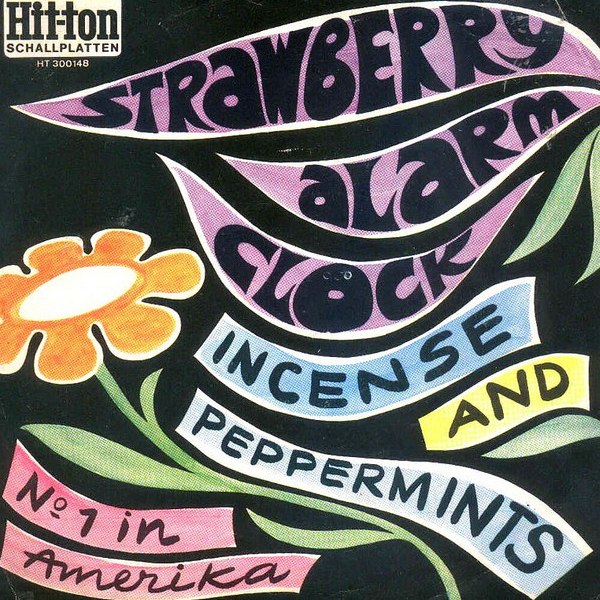 Hit-ton
SCHALLPLATTEN
HT 300148
STRAWBERRY
ALARM
CLOCK
INCENSE
AND
PEPPERMINTS
No 1 in
Amerika